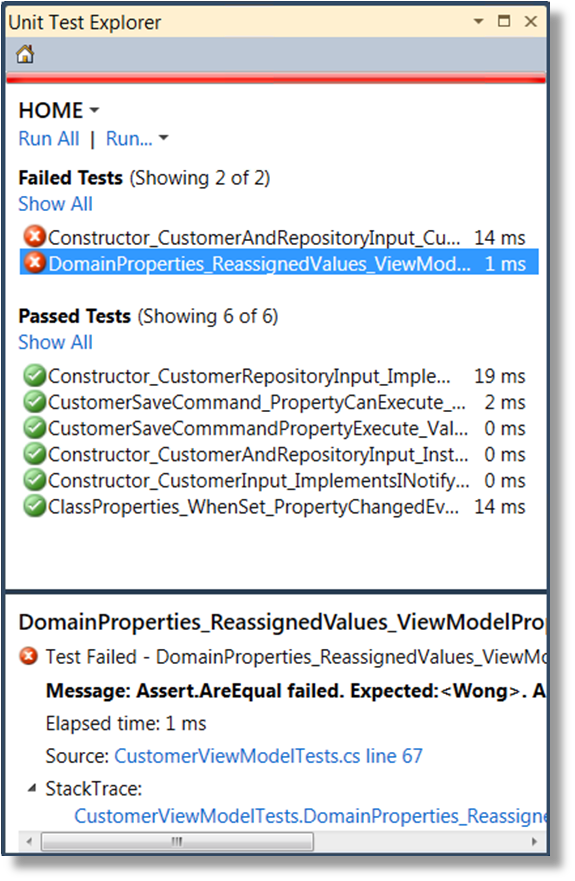 Unit Test Explorer
HOME
Run All | Run...
Failed Tests (Showing 2 of 2)
Show All
Constructor_CustomerAndRepositoryInput_Cu... 14 ms
DomainProperties_ReassignedValues_ViewMod... 1 ms
Passed Tests (Showing 6 of 6)
Show All
Constructor_CustomerRepositoryInput_Imple... 19 ms
CustomerSaveCommand_PropertyCanExecute_... 2 ms
CustomerSaveCommmandPropertyExecute_Val... 0 ms
Constructor_CustomerAndRepositoryInput_Inst... 0 ms
Constructor_CustomerInput_ImplementsINotify... 0 ms
ClassProperties_WhenSet_PropertyChangedEv... 14 ms
DomainProperties_ReassignedValues_ViewModelProp
Test Failed - DomainProperties_ReassignedValues_ViewMo
Message: Assert.AreEqual failed. Expected:<Wong>. A
Elapsed time: 1 ms
Source: CustomerViewModelTests.cs line 67
StackTrace:
CustomerViewModelTests.DomainProperties_Reassigne